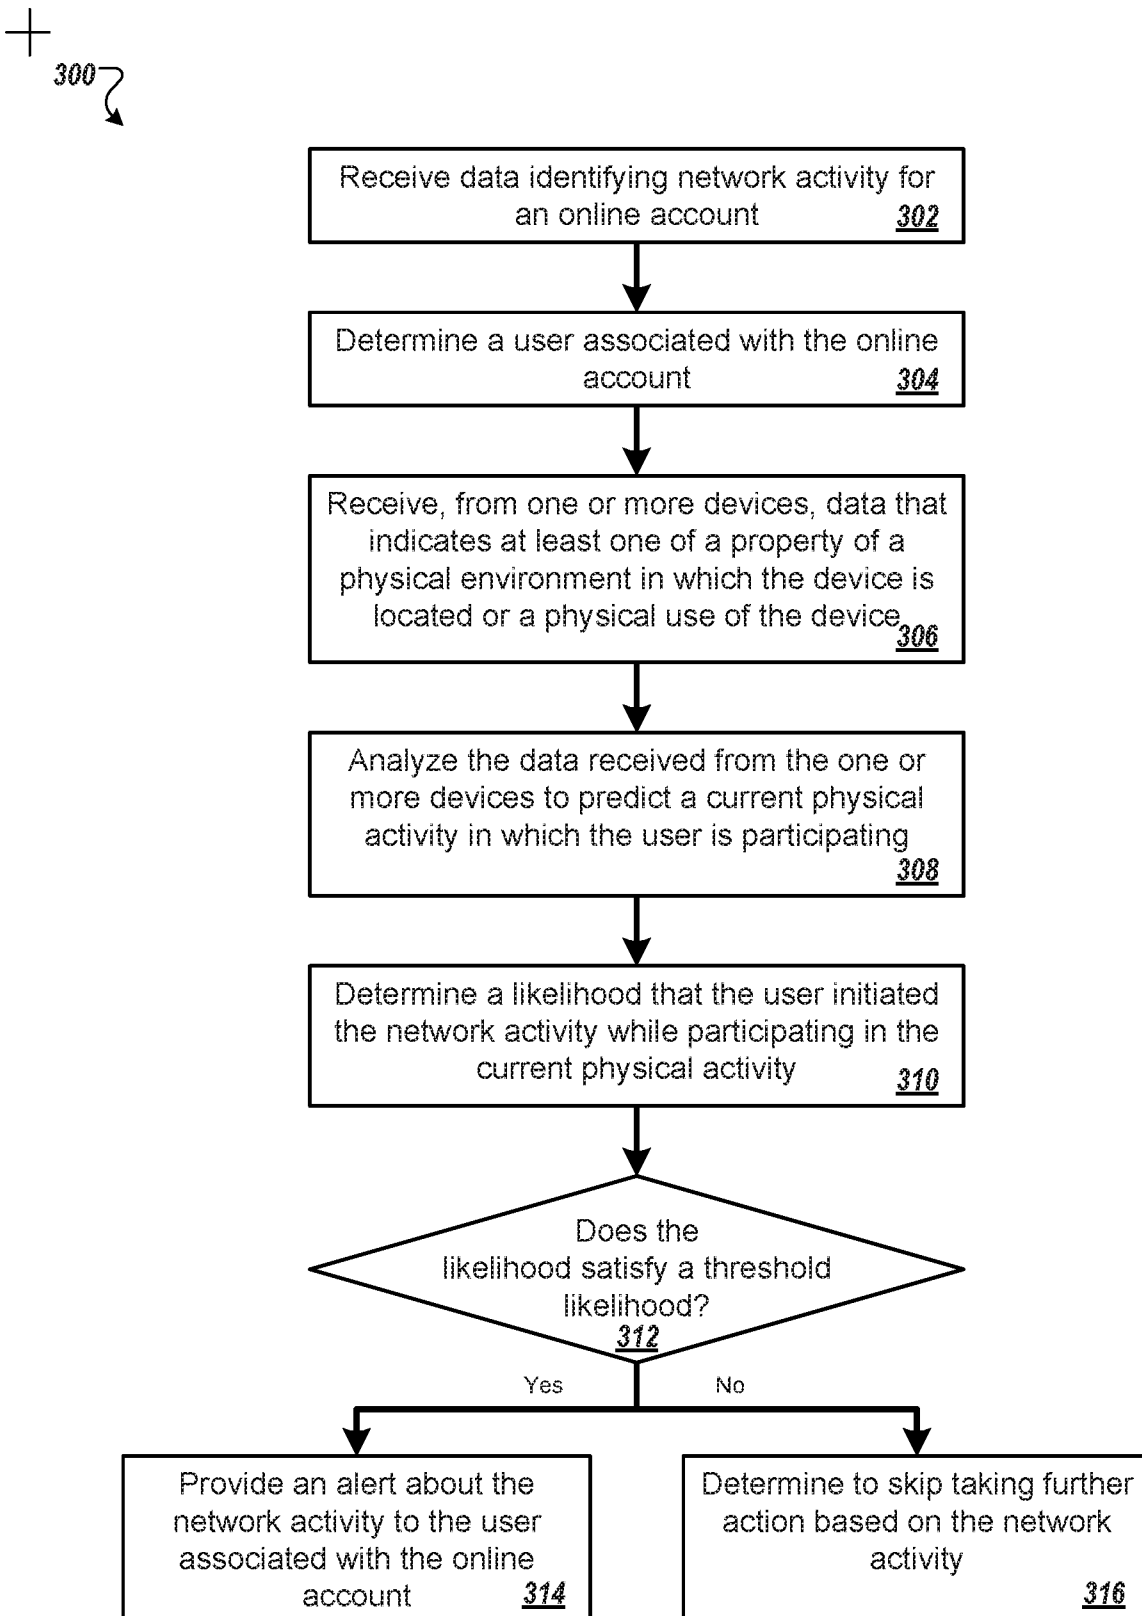 300
Receive data identifying network activity for
an online account
302
Determine a user associated with the online
account
304
Receive, from one or more devices, data that
indicates at least one of a property of a
physical environment in which the device is
located or a physical use of the device
306
Analyze the data received from the one or
more devices to predict a current physical
activity in which the user is participating
308
Determine a likelihood that the user initiated
the network activity while participating in the
current physical activity
310
Does the
likelihood satisfy a threshold
likelihood?
312
Yes
No
Provide an alert about the
network activity to the user
associated with the online
account
314
Determine to skip taking further
action based on the network
activity
316